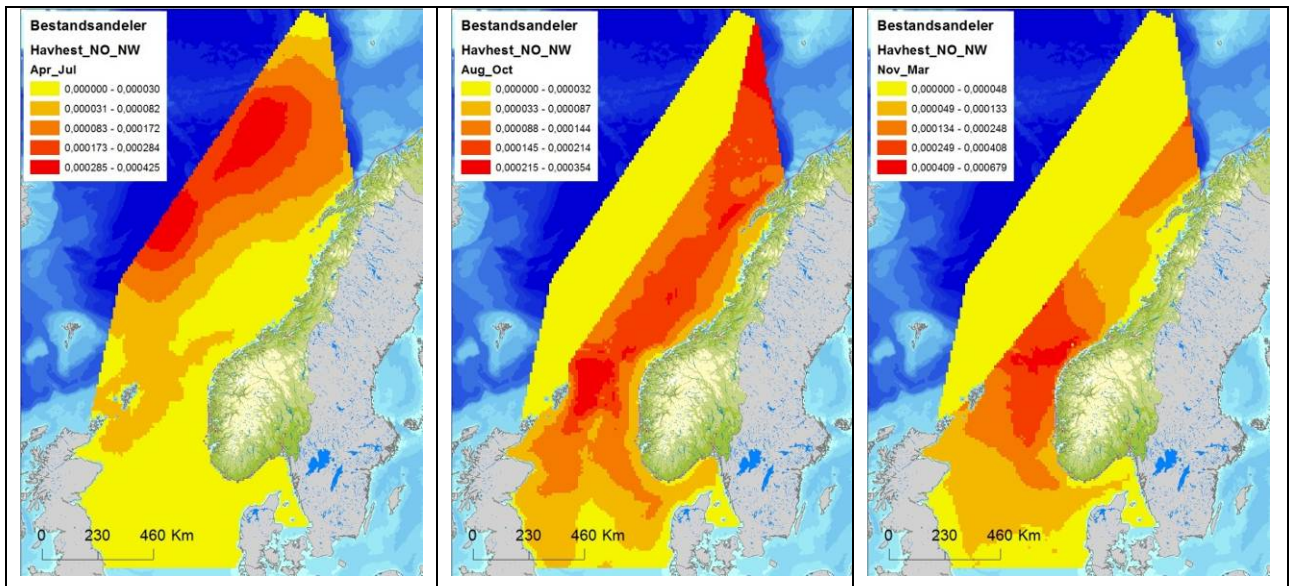 Bestandsandeler
Havhest_NO_NW
Apr_Jul
0,000000 - 0,000030
0,000031 - 0,000082
0,000083 - 0,000172
0,000173 - 0,000284
0,000285 - 0,000425
0 230 460 Km
Bestandsandeler
Havhest_NO_NW
Aug_Oct
0,000000 - 0,000032
0,000033 - 0,000087
0,000088 - 0,000144
0,000145 - 0,000214
0,000215 - 0,000354
0 230 460 Km
Bestandsandeler
Havhest_NO_NW
Nov_Mar
0,000000 - 0,000048
0,000049 - 0,000133
0,000134 - 0,000248
0,000249 - 0,000408
0,000409 - 0,000679
0 230 460 Km